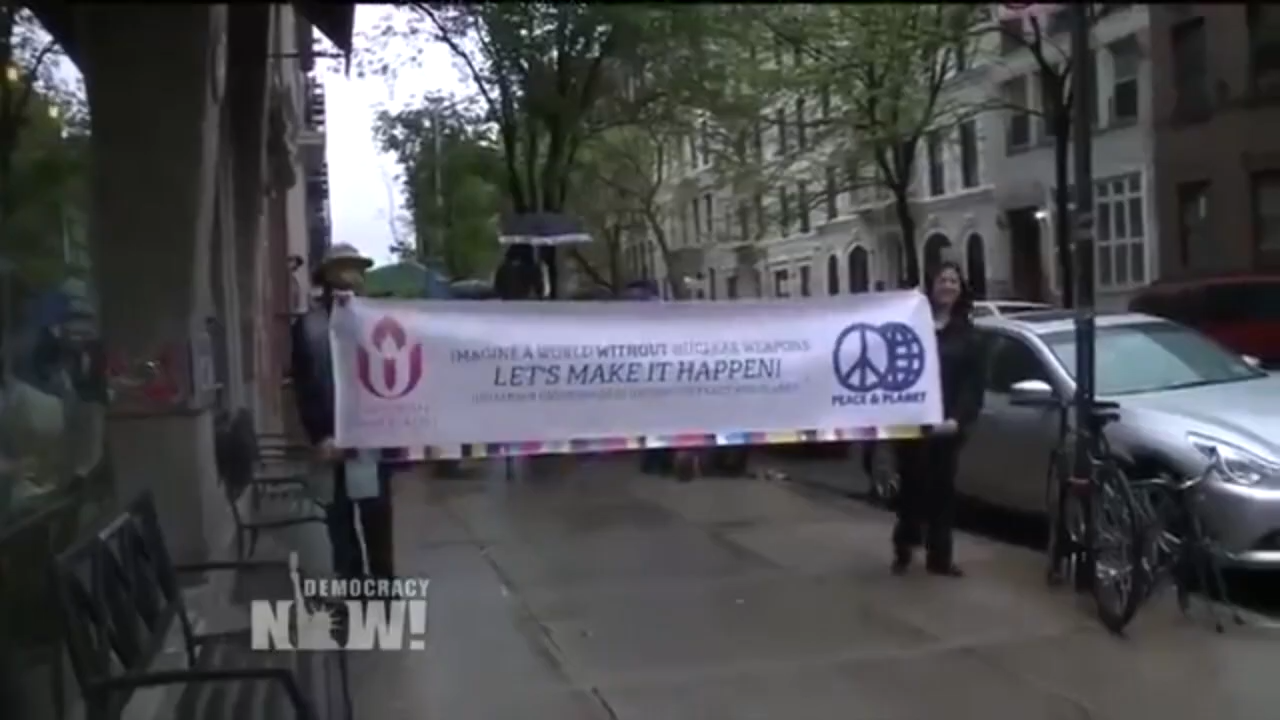 IMAGINE A WORLD WITHOUT NUCLEAR WEAPONS
LET'S MAKE IT HAPPEN!
PEACE & PLANET
DEMOCRACY
NOW!